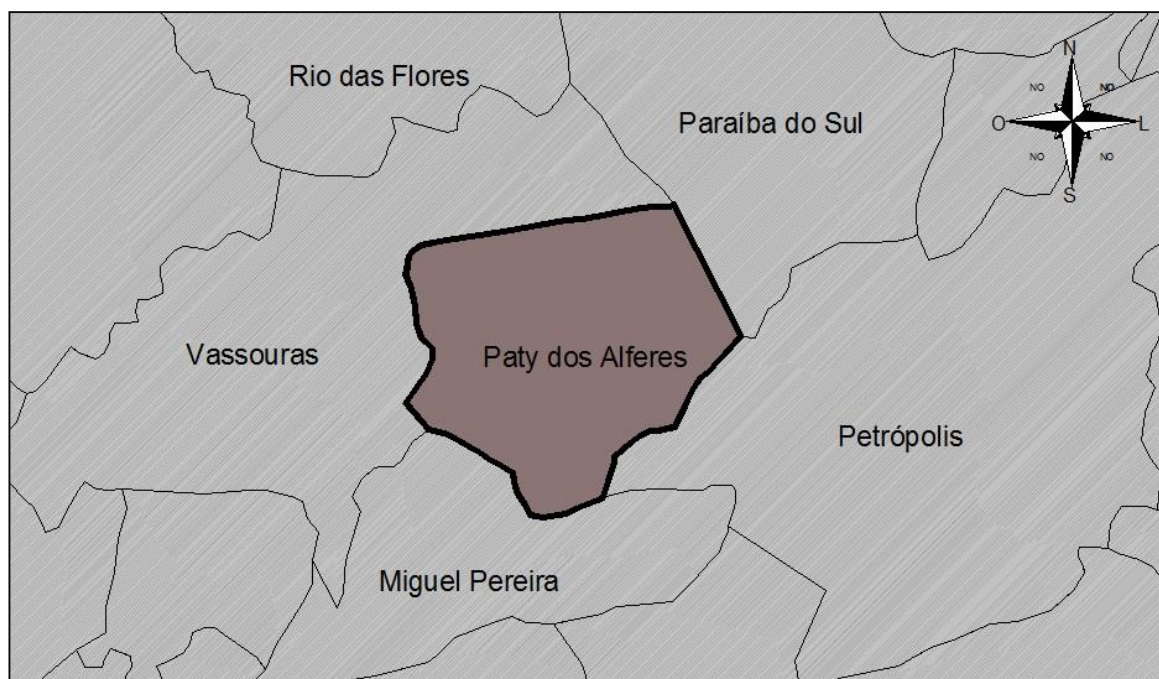 Rio das Flores
N
NO
NO
Paraíba do Sul
O
L
NO
NO
S
Vassouras
Paty dos Alferes
Petrópolis
Miguel Pereira